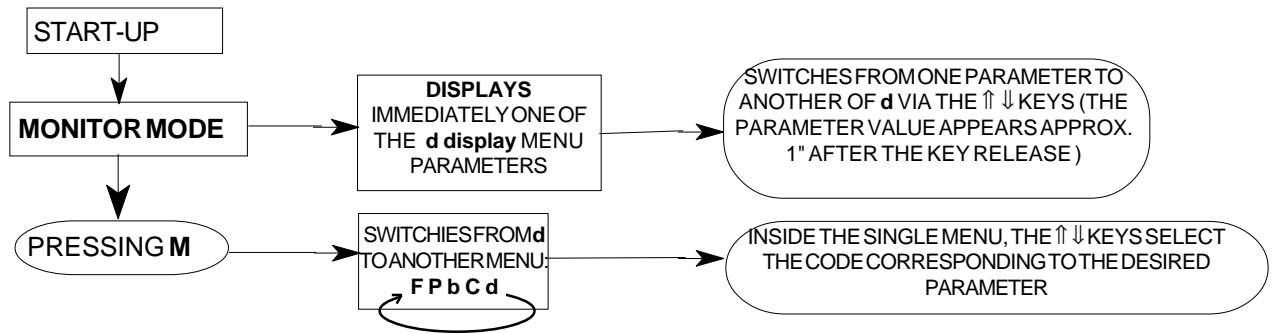 START-UP
MONITOR MODE
DISPLAYS
IMMEDIATELY ONE OF
THE d display MENU
PARAMETERS
SWITCHES FROM ONE PARAMETER TO
ANOTHER OF d VIA THE ⇑ ⇓ KEYS (THE
PARAMETER VALUE APPEARS APPROX.
1" AFTER THE KEY RELEASE )
PRESSING M
SWITCHIES FROM d
TO ANOTHER MENU:
F P b C d
INSIDE THE SINGLE MENU, THE ⇑ ⇓ KEYS SELECT
THE CODE CORRESPONDING TO THE DESIRED
PARAMETER